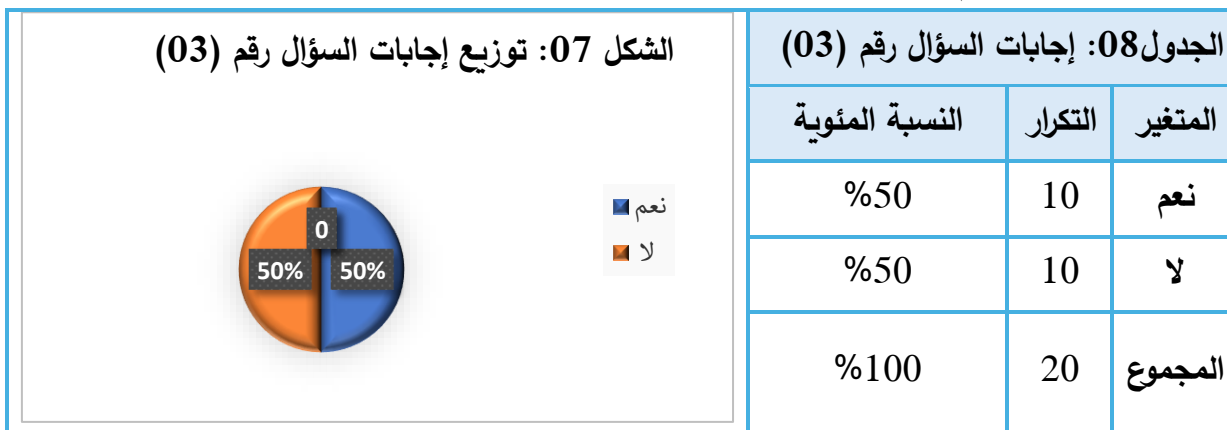 الجدول08: إجابات السؤال رقم (03)
المتغير التكرار النسبة المئوية
نعم 10 %50
لا 10 %50
المجموع 20 %100
الشكل 07: توزيع إجابات السؤال رقم (03)
نعم
لا
0
50% 50%